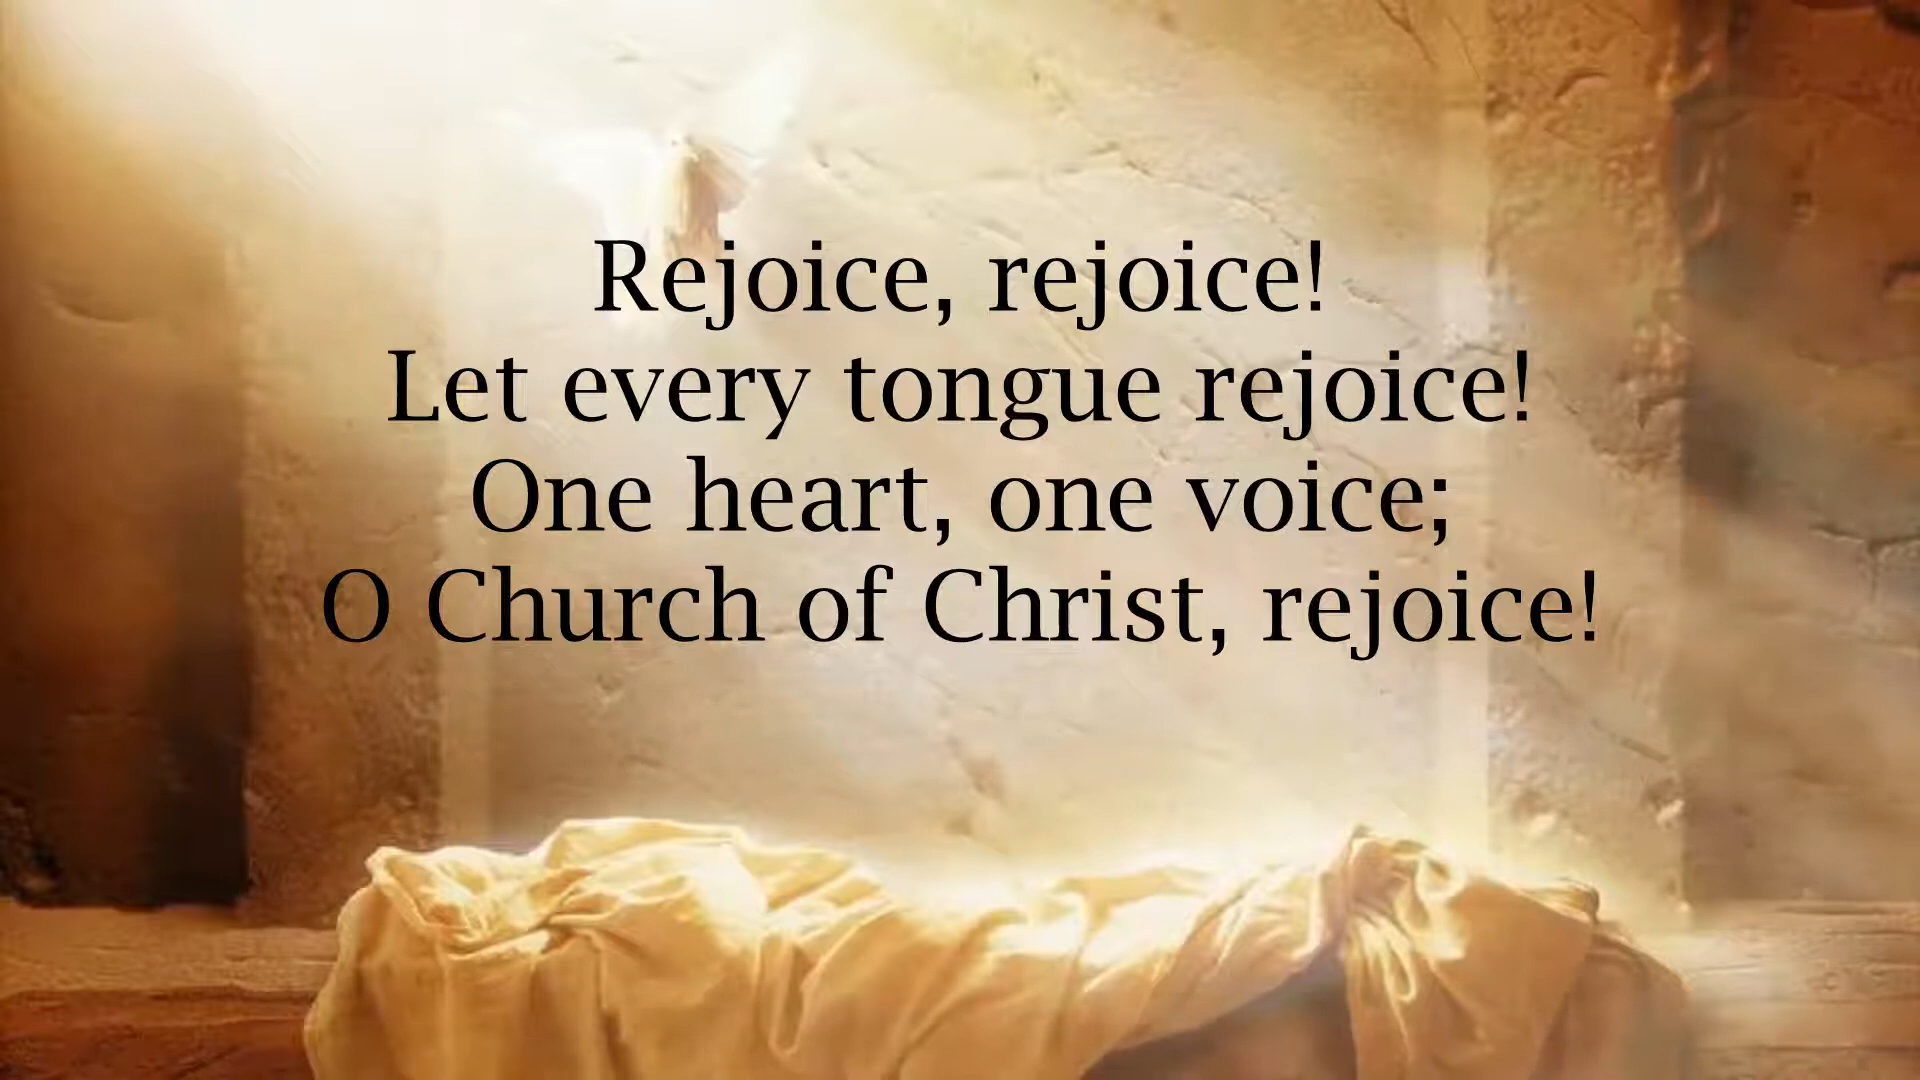 Rejoice, rejoice!
Let every tongue rejoice!
One heart, one voice;
O Church of Christ, rejoice!